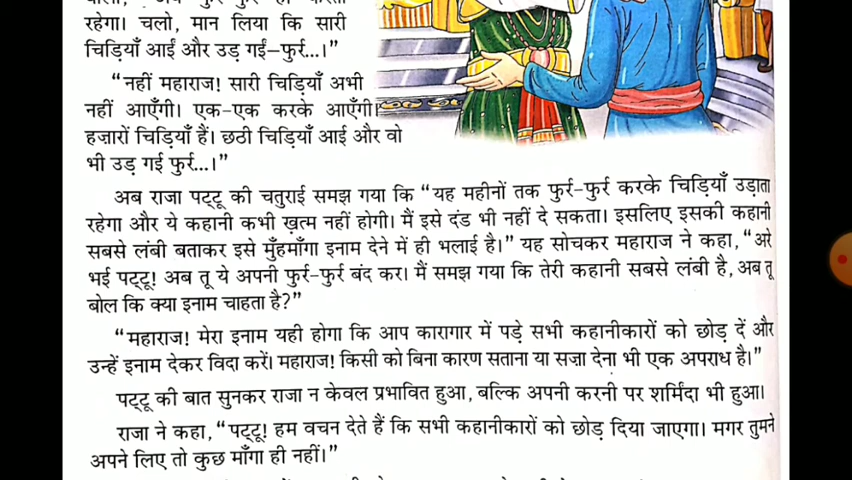 रहेगा। चलो, मान लिया कि सारी
चिड़ियाँ आईं और उड़ गईं–फुर्र...।”
“नहीं महाराज! सारी चिड़ियाँ अभी
नहीं आएँगी। एक-एक करके आएँगी।
हज़ारों चिड़ियाँ हैं। छठी चिड़ियाँ आई और वो
भी उड़ गई फुर्र...।”
अब राजा पट्टू की चतुराई समझ गया कि “यह महीनों तक फुर्र-फुर्र करके चिड़ियाँ उड़ाता
रहेगा और ये कहानी कभी ख़त्म नहीं होगी। मैं इसे दंड भी नहीं दे सकता। इसलिए इसकी कहानी
सबसे लंबी बताकर इसे मुँहमाँगा इनाम देने में ही भलाई है।” यह सोचकर महाराज ने कहा, “अरे
भई पट्टू! अब तू ये अपनी फुर्र-फुर्र बंद कर। मैं समझ गया कि तेरी कहानी सबसे लंबी है, अब तू
बोल कि क्या इनाम चाहता है?”
“महाराज! मेरा इनाम यही होगा कि आप कारागार में पड़े सभी कहानीकारों को छोड़ दें और
उन्हें इनाम देकर विदा करें। महाराज! किसी को बिना कारण सताना या सज़ा देना भी एक अपराध है।”
पट्टू की बात सुनकर राजा न केवल प्रभावित हुआ, बल्कि अपनी करनी पर शर्मिंदा भी हुआ।
राजा ने कहा, “पट्टू! हम वचन देते हैं कि सभी कहानीकारों को छोड़ दिया जाएगा। मगर तुमने
अपने लिए तो कुछ माँगा ही नहीं।”